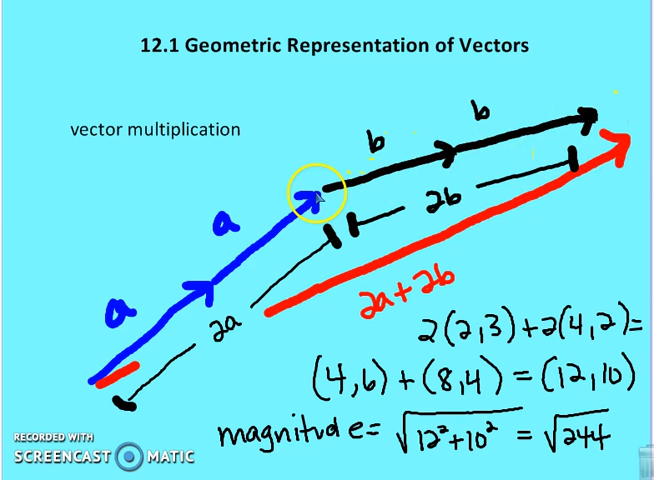 12.1 Geometric Representation of Vectors
vector multiplication
b
b
a
2b
a
2a+2b
2a
2(2,3)+2(4,2)=
(4,6)+(8,4)=(12,10)
magnitude=√12²+10² = √244
RECORDED WITH
SCREENCAST MATIC